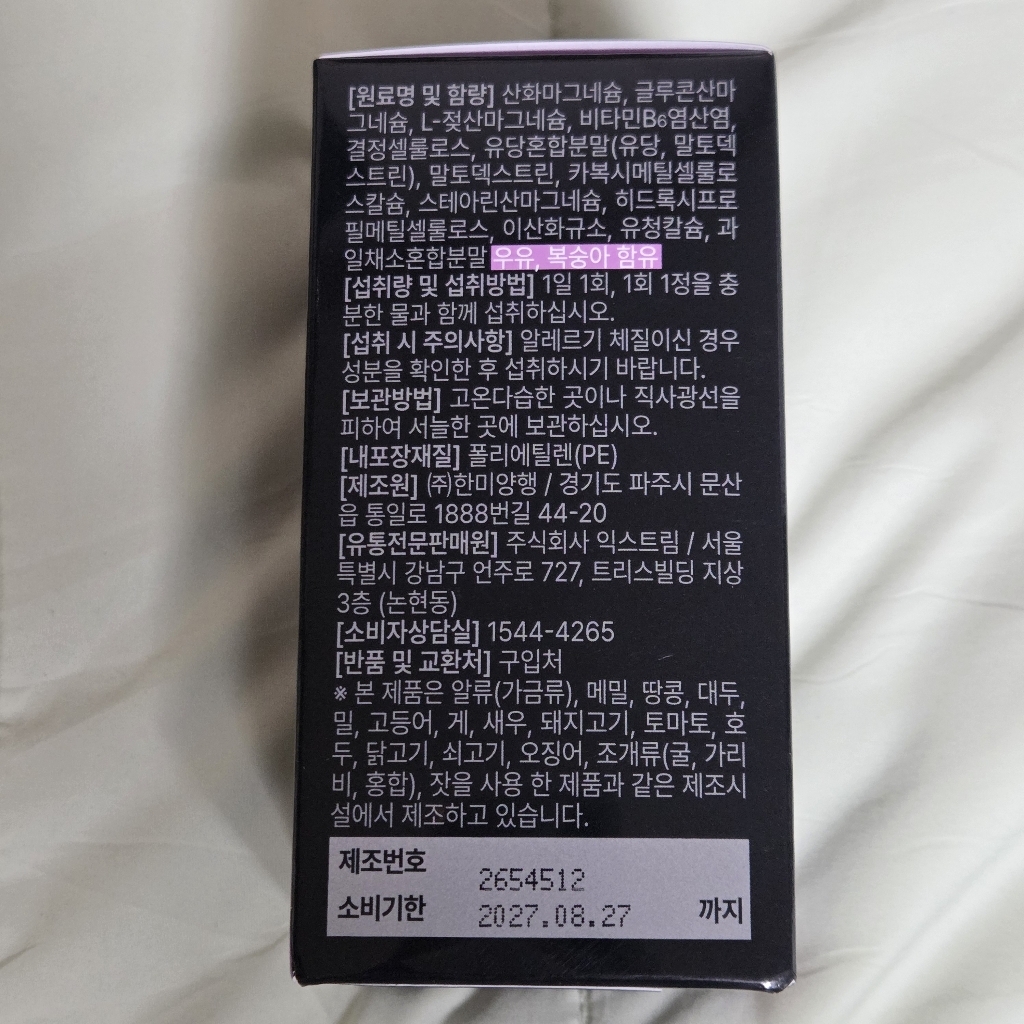 [원료명 및 함량] 산화마그네슘, 글루콘산마
그네슘, L-젖산마그네슘, 비타민B₆염산염,
결정셀룰로스, 유당혼합분말(유당, 말토덱
스트린), 말토덱스트린, 카복시메틸셀룰로
스칼슘, 스테아린산마그네슘, 히드록시프로
필메틸셀룰로스, 이산화규소, 유청칼슘, 과
일채소혼합분말 우유, 복숭아 함유
[섭취량 및 섭취방법] 1일 1회, 1회 1정을 충
분한 물과 함께 섭취하십시오.
[섭취 시 주의사항] 알레르기 체질이신 경우
성분을 확인한 후 섭취하시기 바랍니다.
[보관방법] 고온다습한 곳이나 직사광선을
피하여 서늘한 곳에 보관하십시오.
[내포장재질] 폴리에틸렌(PE)
[제조원] ㈜한미양행 / 경기도 파주시 문산
읍 통일로 1888번길 44-20
[유통전문판매원] 주식회사 익스트림 / 서울
특별시 강남구 언주로 727, 트리스빌딩 지상
3층 (논현동)
[소비자상담실] 1544-4265
[반품 및 교환처] 구입처
※ 본 제품은 알류(가금류), 메밀, 땅콩, 대두,
밀, 고등어, 게, 새우, 돼지고기, 토마토, 호
두, 닭고기, 쇠고기, 오징어, 조개류(굴, 가리
비, 홍합), 잣을 사용 한 제품과 같은 제조시
설에서 제조하고 있습니다.
제조번호 2654512
소비기한 2027.08.27 까지